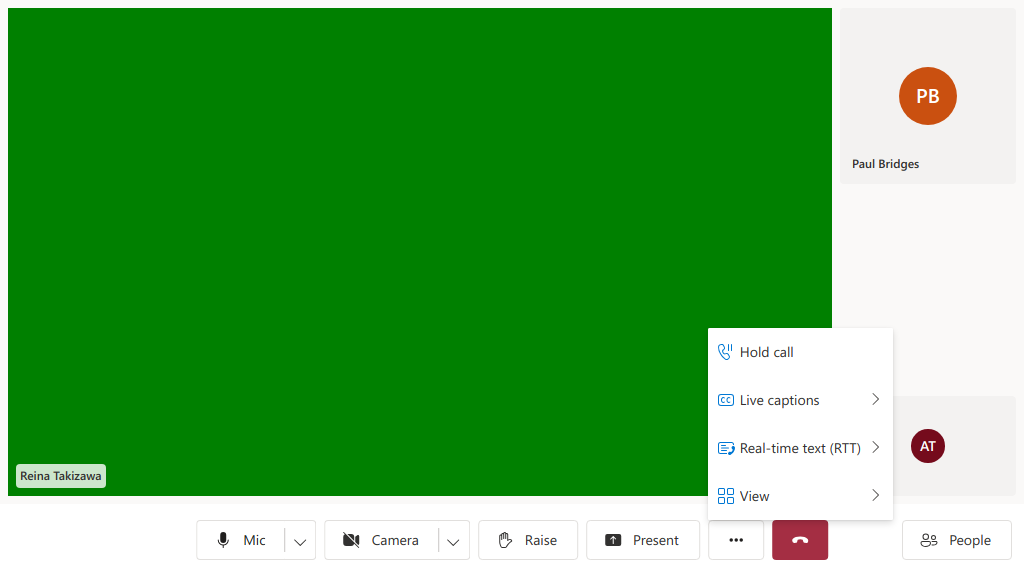 PB
Paul Bridges
Hold call
CC Live captions
Real-time text (RTT)
AT
View
Reina Takizawa
Mic
Camera
Raise
Present
People